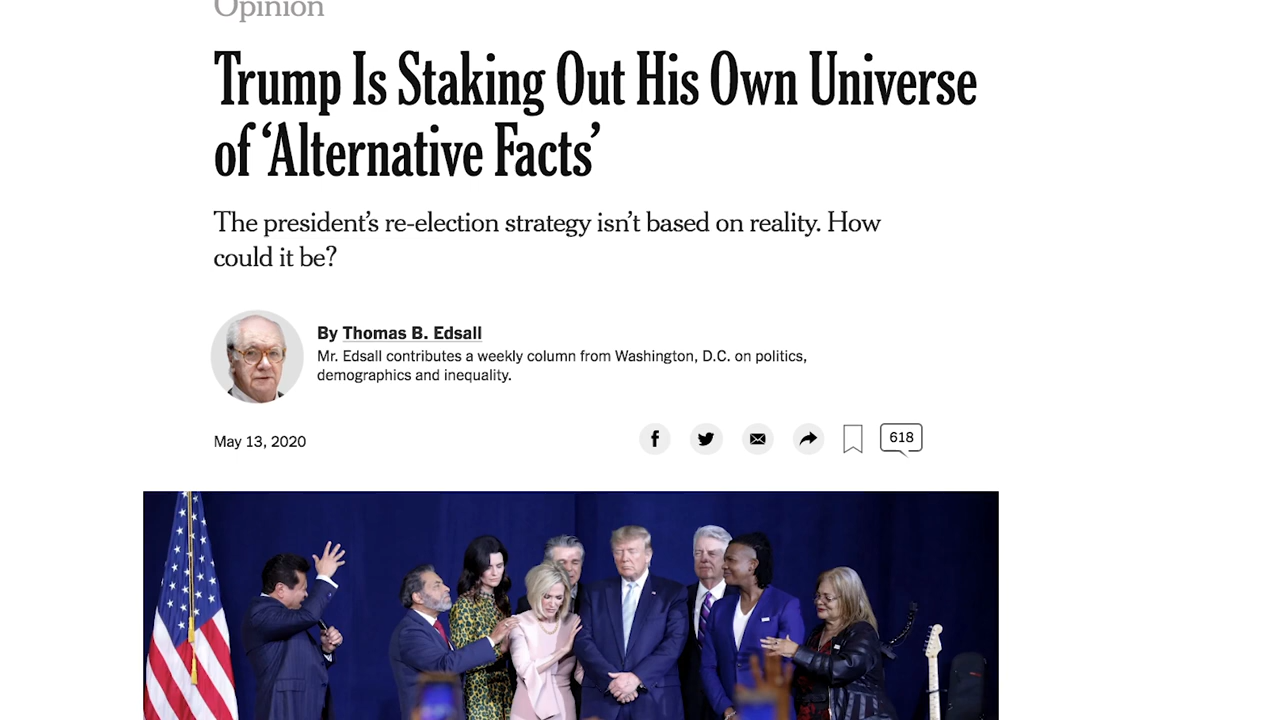 Opinion
Trump Is Staking Out His Own Universe
of ‘Alternative Facts’
The president’s re-election strategy isn’t based on reality. How
could it be?
By Thomas B. Edsall
Mr. Edsall contributes a weekly column from Washington, D.C. on politics,
demographics and inequality.
May 13, 2020
618